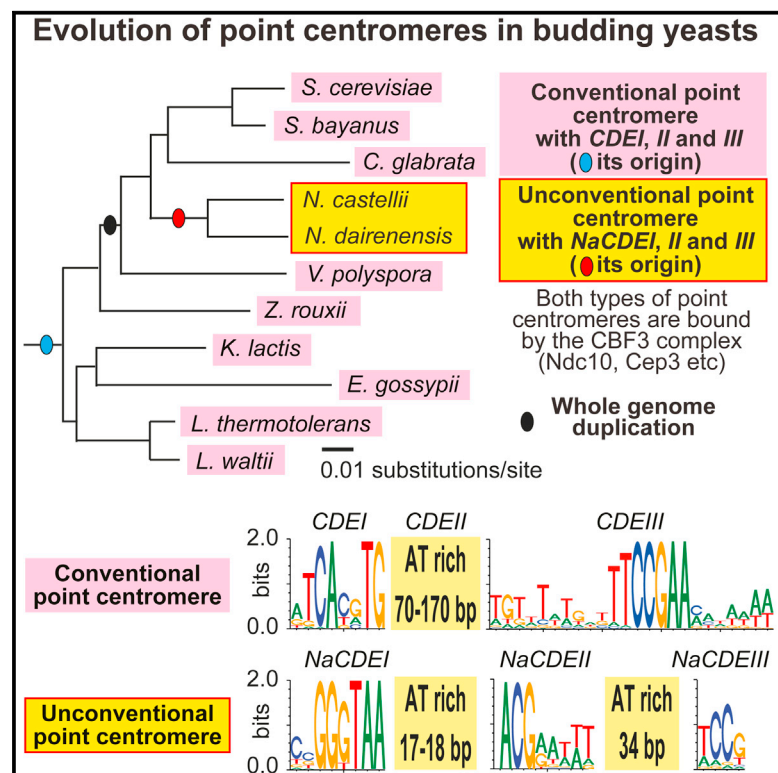 Evolution of point centromeres in budding yeasts
S. cerevisiae
S. bayanus
C. glabrata
N. castellii
N. dairenensis
V. polyspora
Z. rouxii
K. lactis
E. gossypii
L. thermotolerans
L. waltii
0.01 substitutions/site
Conventional point
centromere
with CDEI, II and III
( its origin)
Unconventional point
centromere
with NaCDEI, II and III
( its origin)
Both types of point
centromeres are bound
by the CBF3 complex
(Ndc10, Cep3 etc)
Whole genome
duplication
CDEI CDEII CDEIII
Conventional
point centromere
2.0
bits
0.0
AT rich
70-170 bp
NaCDEI NaCDEII NaCDEIII
Unconventional
point centromere
2.0
bits
0.0
AT rich
17-18 bp
AT rich
34 bp